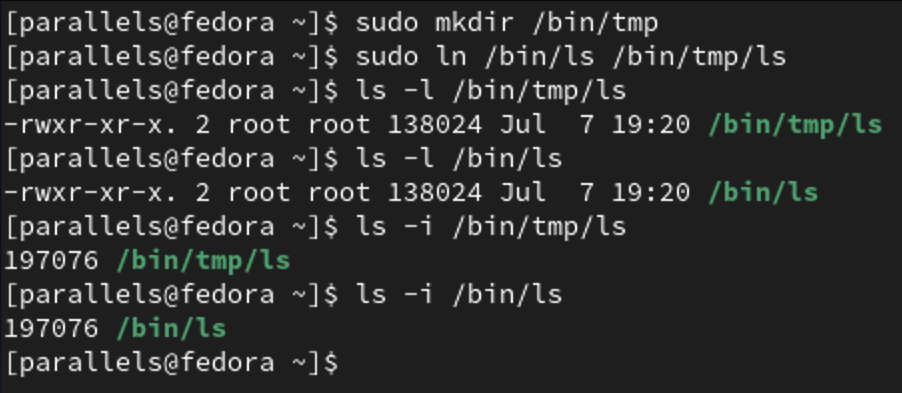 [parallels@fedora ~]$ sudo mkdir /bin/tmp
[parallels@fedora ~]$ sudo ln /bin/ls /bin/tmp/ls
[parallels@fedora ~]$ ls -l /bin/tmp/ls
-rwxr-xr-x. 2 root root 138024 Jul  7 19:20 /bin/tmp/ls
[parallels@fedora ~]$ ls -l /bin/ls
-rwxr-xr-x. 2 root root 138024 Jul  7 19:20 /bin/ls
[parallels@fedora ~]$ ls -i /bin/tmp/ls
197076 /bin/tmp/ls
[parallels@fedora ~]$ ls -i /bin/ls
197076 /bin/ls
[parallels@fedora ~]$